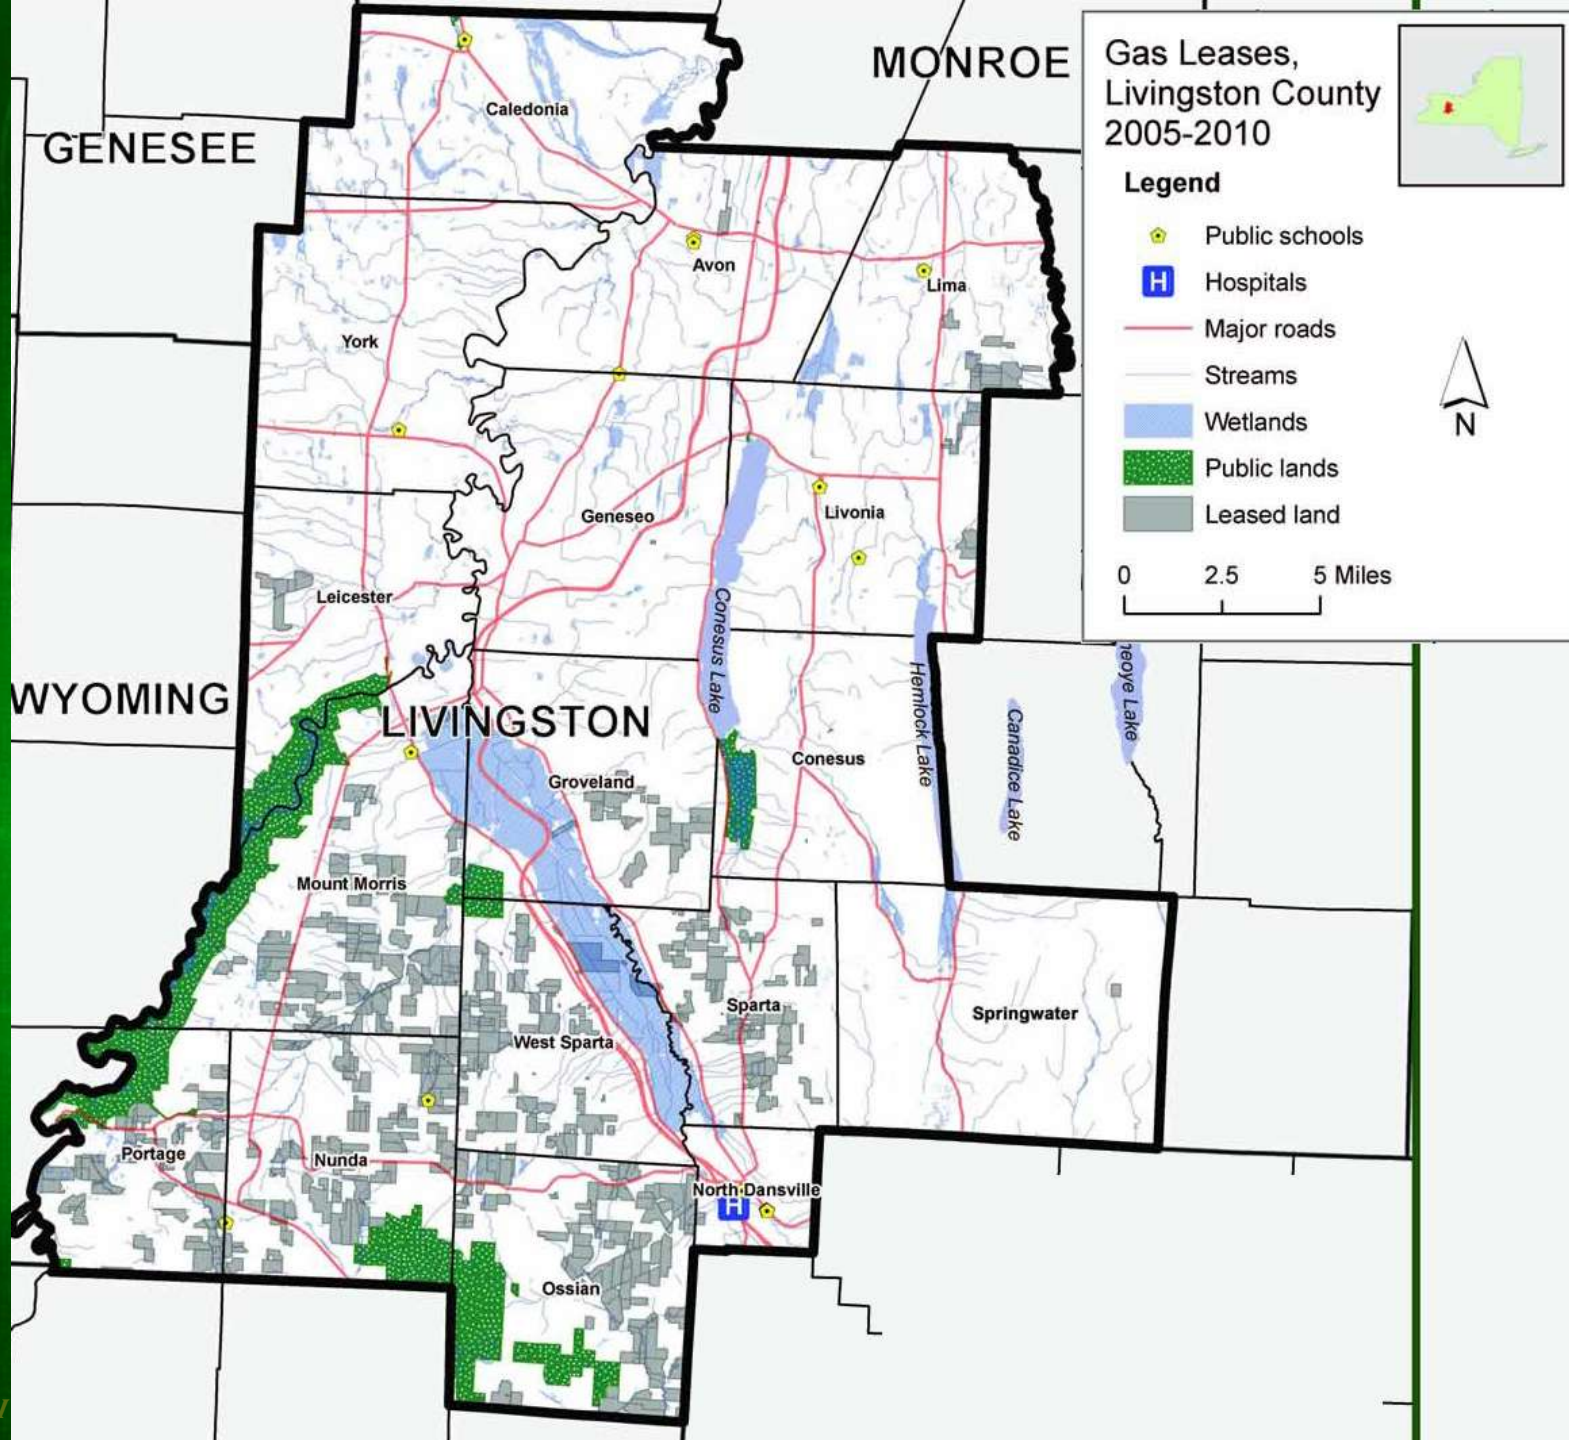 MONROE
GENESEE
Caledonia
Avon
Lima
York
Geneseo
Livonia
Leicester
Conesus Lake
Hemlock Lake
WYOMING
LIVINGSTON
Conesus
Canadice Lake
neoye Lake
Groveland
Mount Morris
Sparta
Springwater
West Sparta
Portage
Nunda
North Dansville
H
Ossian
Gas Leases,
Livingston County
2005-2010
Legend
Public schools
H Hospitals
Major roads
Streams
Wetlands
Public lands
Leased land
N
0 2.5 5 Miles